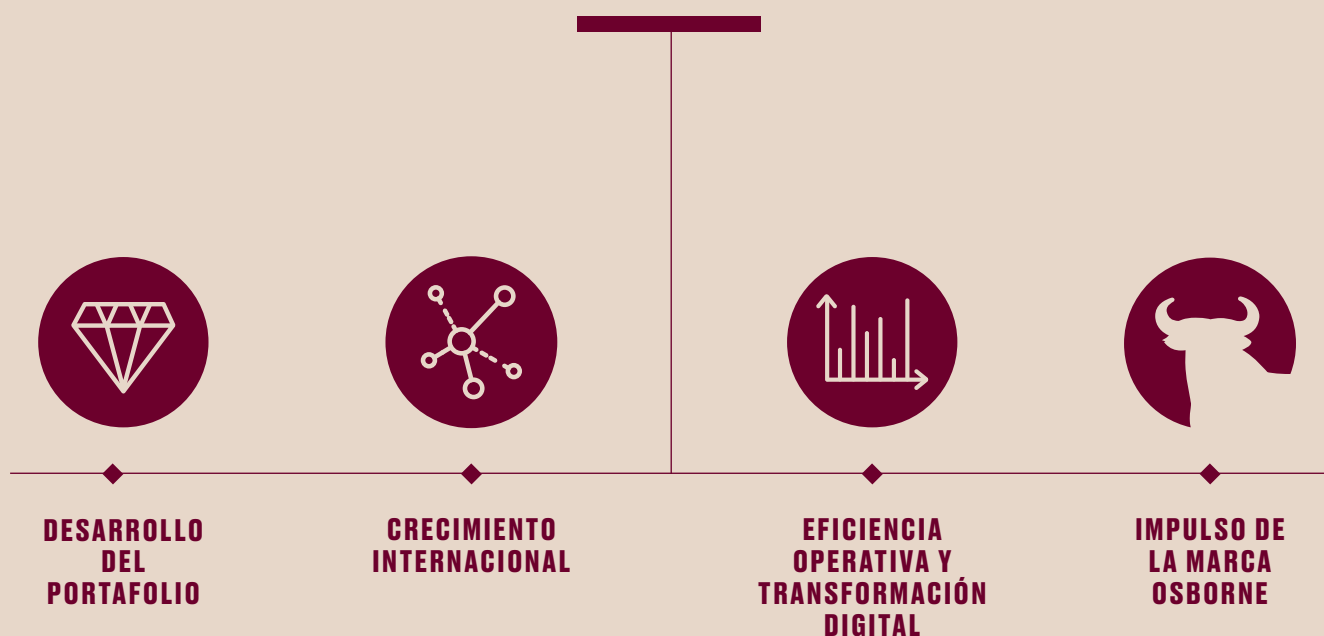 DESARROLLO
DEL
PORTAFOLIO
CRECIMIENTO
INTERNACIONAL
EFICIENCIA
OPERATIVA Y
TRANSFORMACIÓN
DIGITAL
IMPULSO DE
LA MARCA
OSBORNE